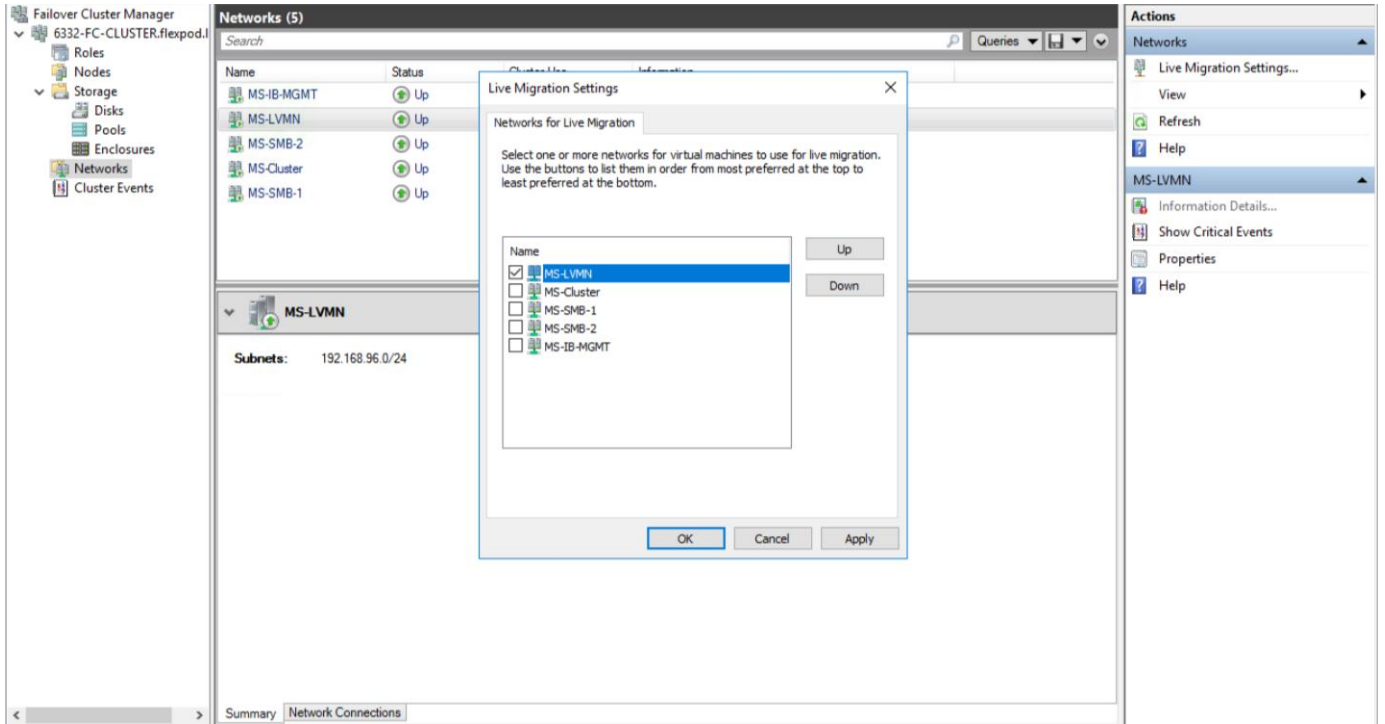 Failover Cluster Manager
6332-FC-CLUSTER.flexpod.l
Roles
Nodes
Storage
Disks
Pools
Enclosures
Networks
Cluster Events
Networks (5)
Search
Queries
Name Status Cluster Use Information
MS-IB-MGMT Up
MS-LVMN Up
MS-SMB-2 Up
MS-Cluster Up
MS-SMB-1 Up
MS-LVMN
Subnets: 192.168.96.0/24
Summary Network Connections
Live Migration Settings
Networks for Live Migration
Select one or more networks for virtual machines to use for live migration.
Use the buttons to list them in order from most preferred at the top to
least preferred at the bottom.
Name
MS-LVMN
MS-Cluster
MS-SMB-1
MS-SMB-2
MS-IB-MGMT
Up
Down
OK Cancel Apply
Actions
Networks
Live Migration Settings...
View
Refresh
Help
MS-LVMN
Information Details...
Show Critical Events
Properties
Help